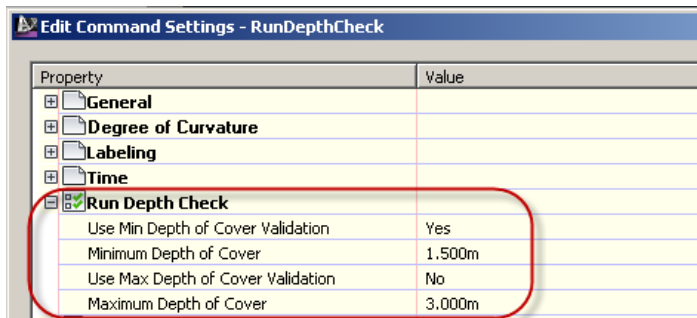 Edit Command Settings - RunDepthCheck
Property Value
General
Degree of Curvature
Labeling
Time
Run Depth Check
Use Min Depth of Cover Validation Yes
Minimum Depth of Cover 1.500m
Use Max Depth of Cover Validation No
Maximum Depth of Cover 3.000m